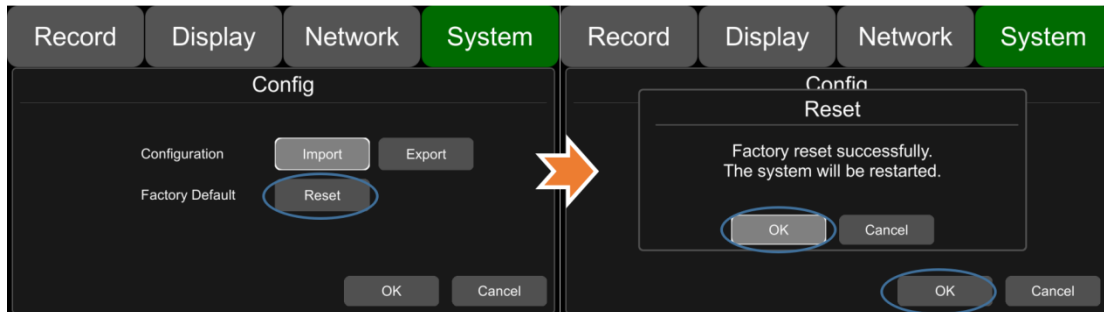 Record Display Network System
Config
Configuration Import Export
Factory Default Reset
OK Cancel
Record Display Network System
Config
Reset
Factory reset successfully.
The system will be restarted.
OK Cancel
OK Cancel